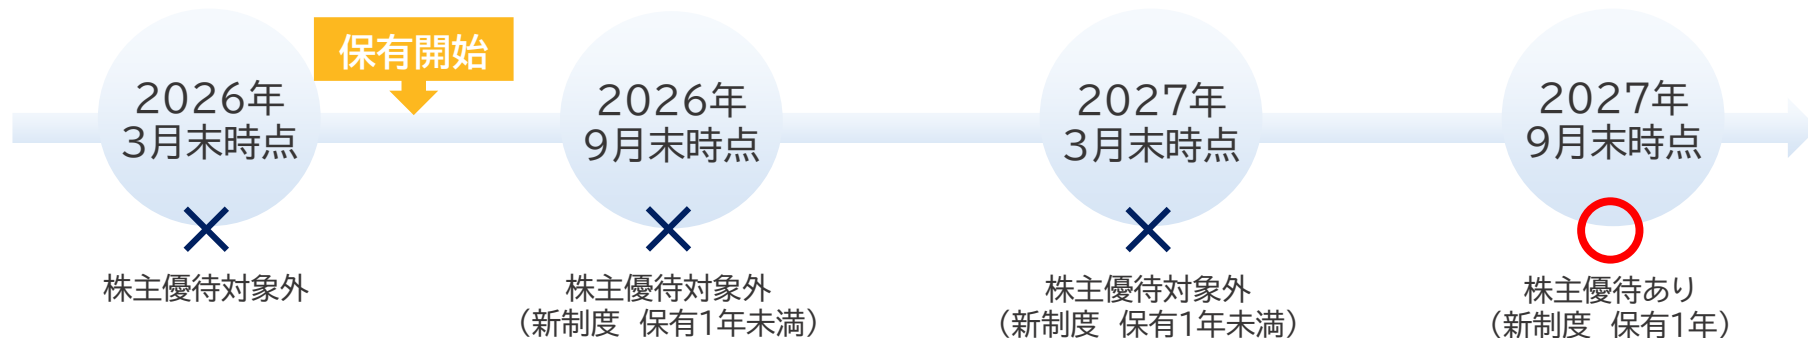 保有開始
2026年
3月末時点
株主優待対象外
2026年
9月末時点
株主優待対象外
（新制度 保有1年未満）
2027年
3月末時点
株主優待対象外
（新制度 保有1年未満）
2027年
9月末時点
株主優待あり
（新制度 保有1年）